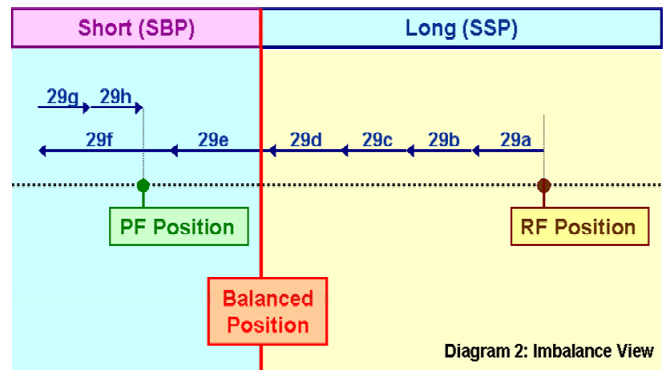 Short (SBP) Long (SSP)
29g 29h
29f 29e 29d 29c 29b 29a
PF Position RF Position
Balanced
Position
Diagram 2: Imbalance View